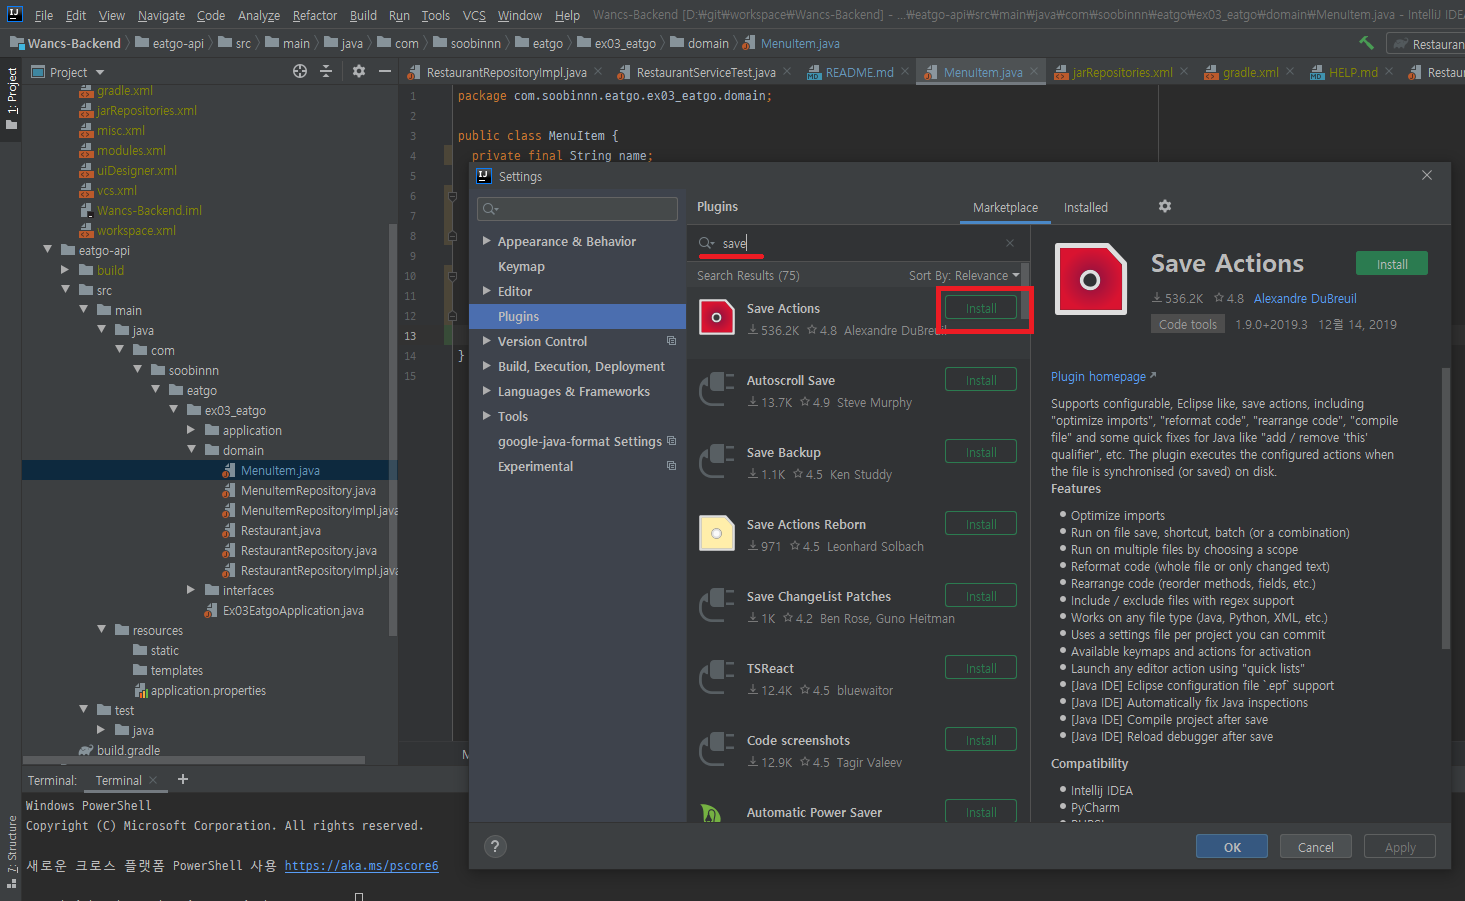 File Edit View Navigate Code Analyze Refactor Build Run Tools VCS Window Help Wancs-Backend [D:₩git₩workspace₩Wancs-Backend] - ...₩eatgo-api₩src₩main₩java₩com₩soobinnn₩eatgo₩ex03_eatgo₩domain₩MenuItem.java - IntelliJ IDEA
Wancs-Backend eatgo-api src main java com soobinnn eatgo ex03_eatgo domain MenuItem.java Restauran
1: Project
Project
RestaurantRepositoryImpl.java RestaurantServiceTest.java README.md MenuItem.java jarRepositories.xml gradle.xml HELP.md Restau
gradle.xml
jarRepositories.xml
misc.xml
modules.xml
uiDesigner.xml
vcs.xml
Wancs-Backend.iml
workspace.xml
eatgo-api
build
src
main
java
com
soobinnn
eatgo
ex03_eatgo
application
domain
MenuItem.java
MenuItemRepository.java
MenuItemRepositoryImpl.java
Restaurant.java
RestaurantRepository.java
RestaurantRepositoryImpl.java
interfaces
Ex03EatgoApplication.java
resources
static
templates
application.properties
test
java
build.gradle
1 package com.soobinnn.eatgo.ex03_eatgo.domain;
2
3 public class MenuItem {
4 private final String name;
5
6
7
8
9
10
11
12
13
14 }
15
M
Settings
Appearance & Behavior
Keymap
Editor
Plugins
Version Control
Build, Execution, Deployment
Languages & Frameworks
Tools
google-java-format Settings
Experimental
Plugins Marketplace Installed
save
Search Results (75) Sort By: Relevance
Save Actions Install
536.2K 4.8 Alexandre DuBreuil
Autoscroll Save Install
13.7K 4.9 Steve Murphy
Save Backup Install
1.1K 4.5 Ken Studdy
Save Actions Reborn Install
971 4.5 Leonhard Solbach
Save ChangeList Patches Install
1K 4.2 Ben Rose, Guno Heitman
TSReact Install
12.4K 4.5 bluewaitor
Code screenshots Install
12.9K 4.5 Tagir Valeev
Automatic Power Saver Install
Save Actions Install
536.2K 4.8 Alexandre DuBreuil
Code tools 1.9.0+2019.3 12월 14, 2019
Plugin homepage
Supports configurable, Eclipse like, save actions, including
"optimize imports", "reformat code", "rearrange code", "compile
file" and some quick fixes for Java like "add / remove 'this'
qualifier", etc. The plugin executes the configured actions when
the file is synchronised (or saved) on disk.
Features
Optimize imports
Run on file save, shortcut, batch (or a combination)
Run on multiple files by choosing a scope
Reformat code (whole file or only changed text)
Rearrange code (reorder methods, fields, etc.)
Include / exclude files with regex support
Works on any file type (Java, Python, XML, etc.)
Uses a settings file per project you can commit
Available keymaps and actions for activation
Launch any editor action using "quick lists"
[Java IDE] Eclipse configuration file `.epf` support
[Java IDE] Automatically fix Java inspections
[Java IDE] Compile project after save
[Java IDE] Reload debugger after save
Compatibility
Intellij IDEA
PyCharm
? OK Cancel Apply
Terminal: Terminal
Windows PowerShell
Copyright (C) Microsoft Corporation. All rights reserved.
새로운 크로스 플랫폼 PowerShell 사용 https://aka.ms/pscore6
7: Structure